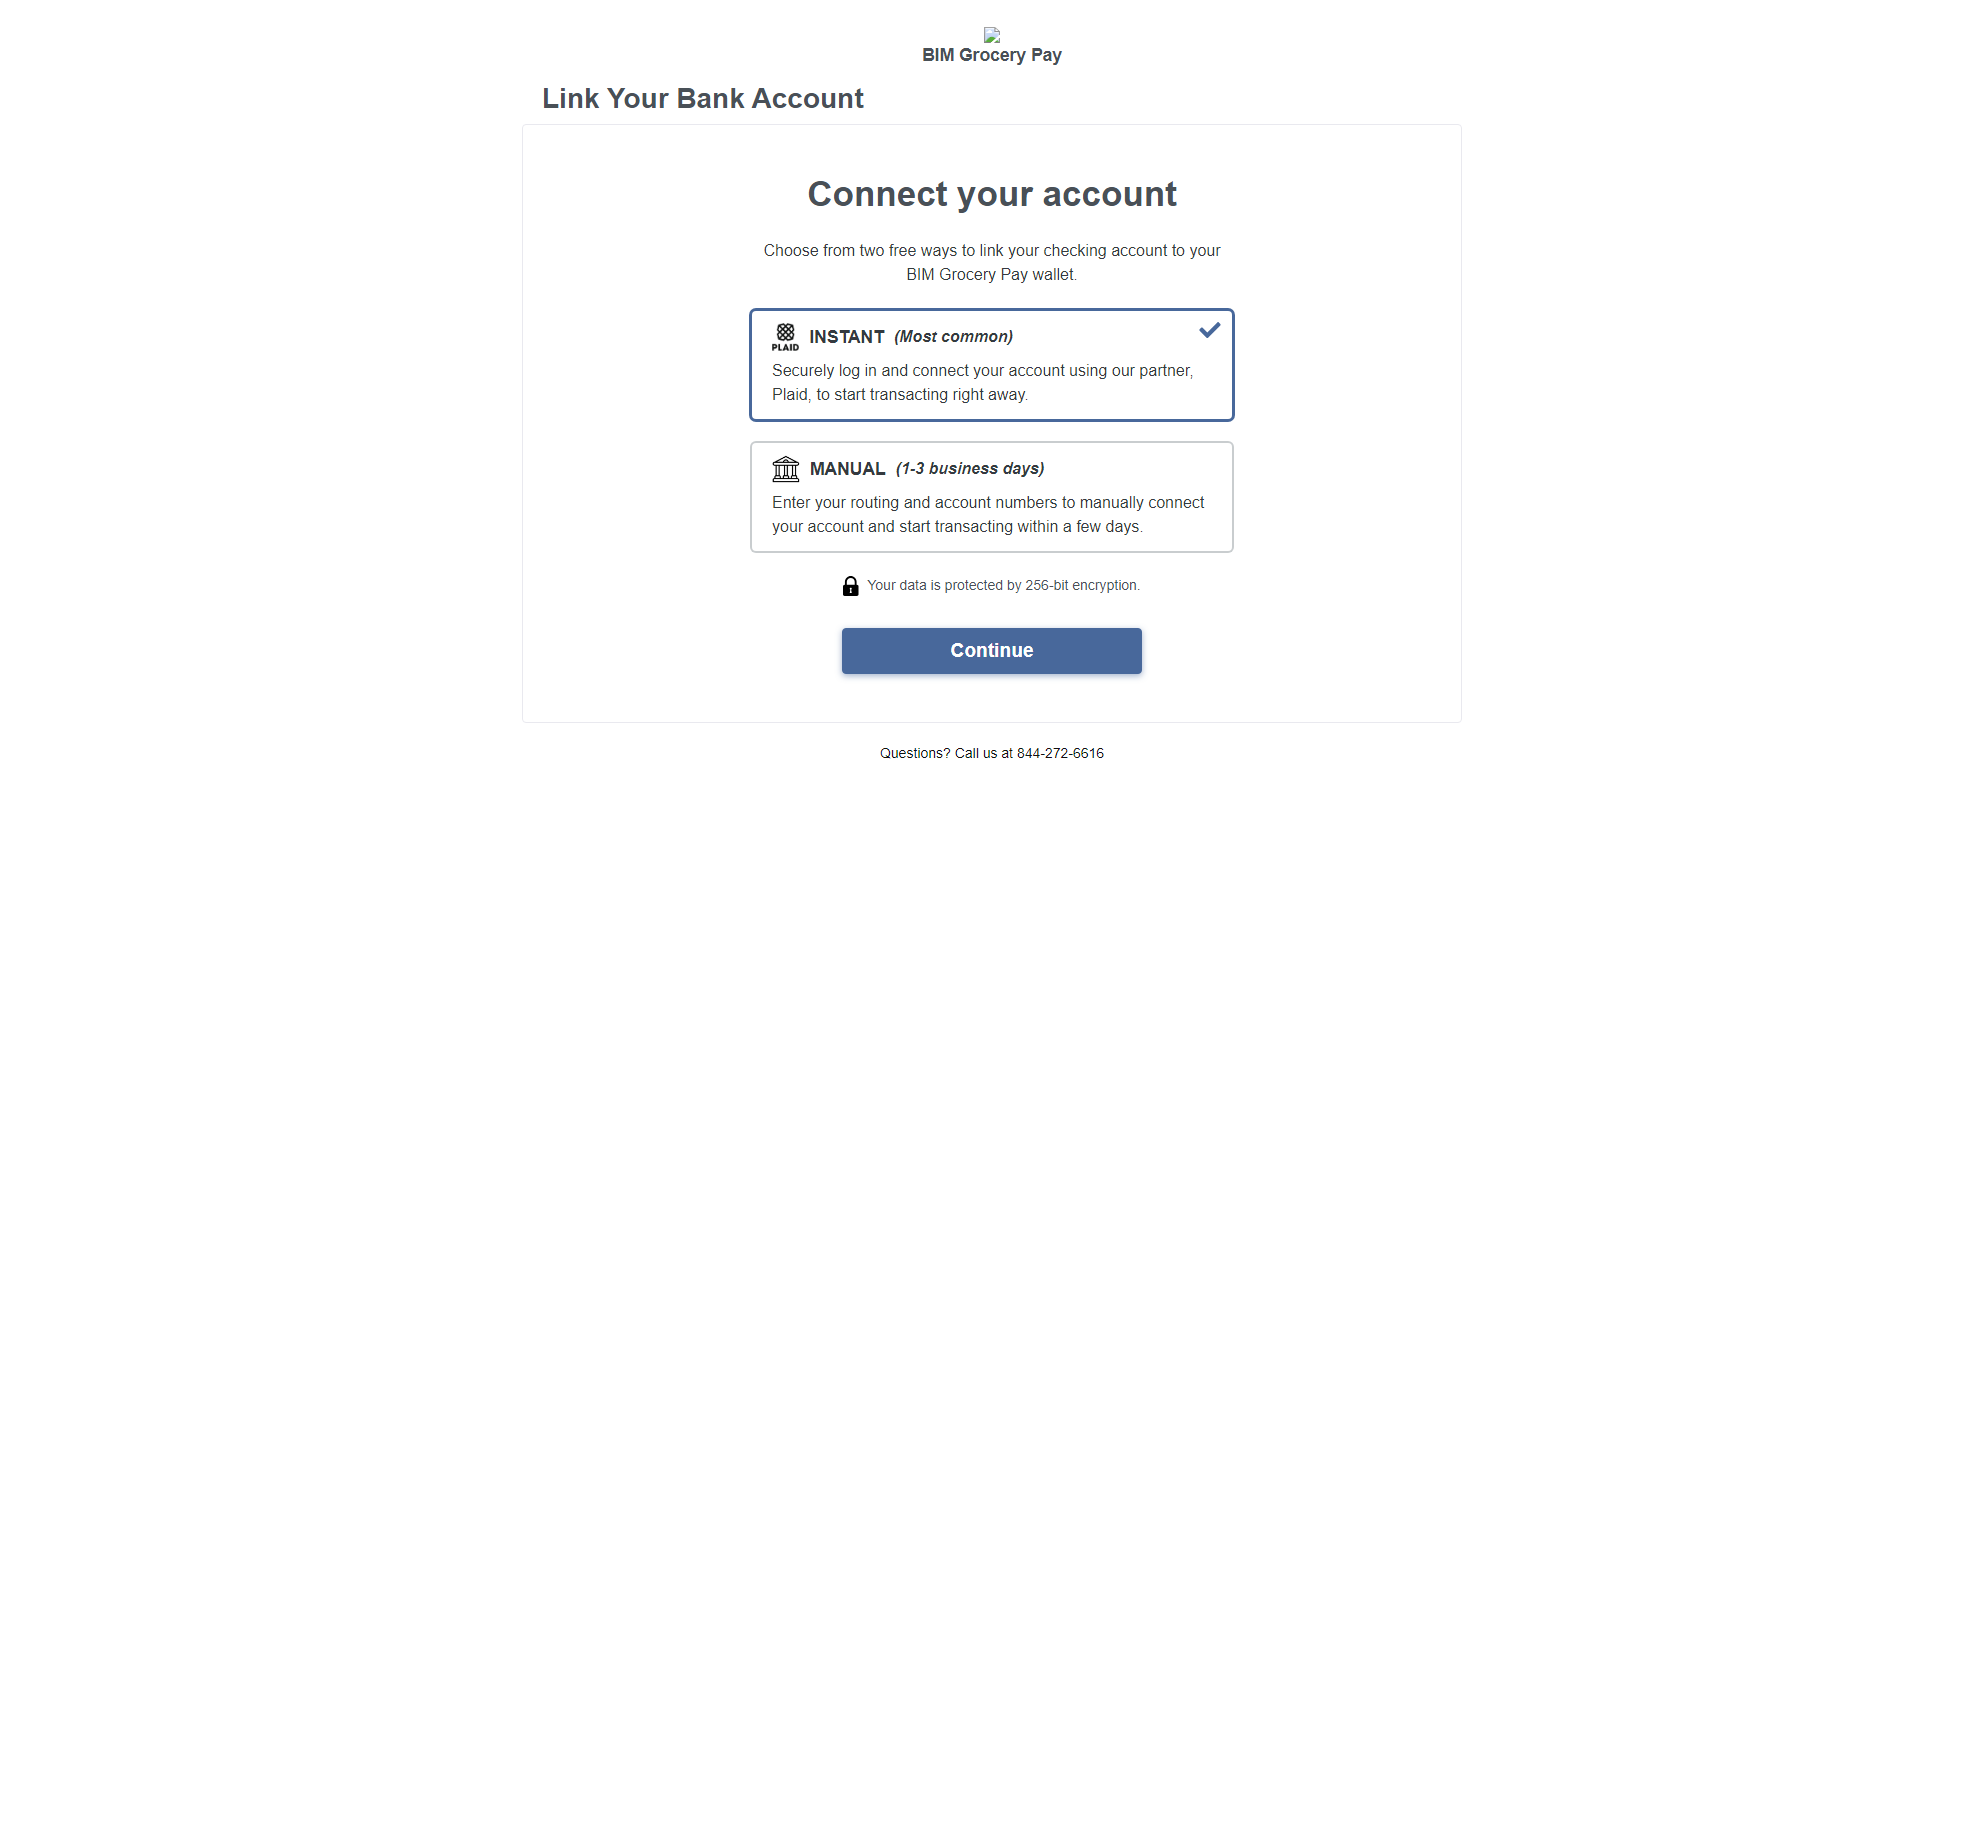 BIM Grocery Pay
Link Your Bank Account
Connect your account
Choose from two free ways to link your checking account to your
BIM Grocery Pay wallet.
PLAID INSTANT (Most common)
Securely log in and connect your account using our partner,
Plaid, to start transacting right away.
MANUAL (1-3 business days)
Enter your routing and account numbers to manually connect
your account and start transacting within a few days.
Your data is protected by 256-bit encryption.
Continue
Questions? Call us at 844-272-6616